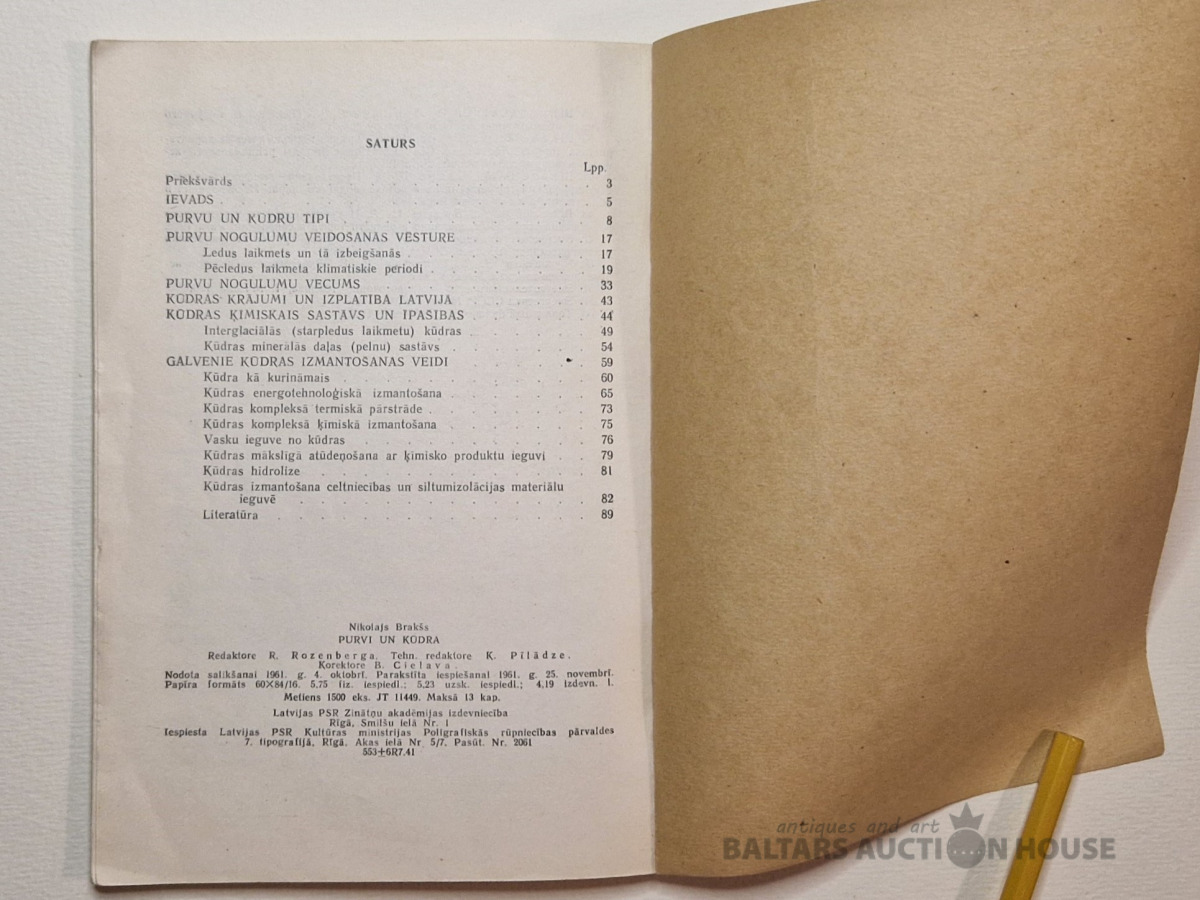 SATURS
Lpp.
Priekšvārds . . . . . . . . . . . . 3
IEVADS . . . . . . . . . . . . 5
PURVU UN KŪDRU TIPI . . . . . . . . . 8
PURVU NOGULUMU VEIDOŠANĀS VĒSTURE . . . . . 17
Ledus laikmets un tā izbeigšanās . . . . . . . 17
Pēcledus laikmeta klimatiskie periodi . . . . . . 19
PURVU NOGULUMU VECUMS . . . . . . . . 33
KŪDRAS KRĀJUMI UN IZPLATĪBA LATVIJĀ . . . . . 43
KŪDRAS ĶĪMISKAIS SASTĀVS UN ĪPAŠĪBAS . . . . . 44
Interglaciālās (starpledus laikmetu) kūdras . . . . . 49
Kūdras minerālās daļas (pelnu) sastāvs . . . . . . 54
GALVENIE KŪDRAS IZMANTOŠANAS VEIDI . . . . . 59
Kūdra kā kurināmais . . . . . . . . . . 60
Kūdras energotehnoloģiskā izmantošana . . . . . . 65
Kūdras kompleksā termiskā pārstrāde . . . . . . 73
Kūdras kompleksā ķīmiskā izmantošana . . . . . . 75
Vasku ieguve no kūdras . . . . . . . . . 76
Kūdras mākslīgā atūdeņošana ar ķīmisko produktu ieguvi . . 79
Kūdras hidrolīze . . . . . . . . . . . 81
Kūdras izmantošana celtniecības un siltumizolācijas materiālu
ieguvē . . . . . . . . . . . . 82
Literatūra . . . . . . . . . . . . 89
Nikolajs Brakšs
PURVI UN KŪDRA
Redaktore R. Rozenberga. Tehn. redaktore Ķ. Pīlādze.
Korektore B. Cielava.
Nodota salikšanai 1961. g. 4. oktobrī. Parakstīta iespiešanai 1961. g. 25. novembrī.
Papīra formāts 60X84/16. 5,75 fiz. iespiedl.; 5,23 uzsk. iespiedl.; 4,19 izdevn. l.
Metiens 1500 eks. JT 11449. Maksā 13 kap.
Latvijas PSR Zinātņu akadēmijas izdevniecība
Rīgā, Smilšu ielā Nr. 1
Iespiesta Latvijas PSR Kultūras ministrijas Poligrafiskās rūpniecības pārvaldes
7. tipogrāfijā, Rīgā, Akas ielā Nr. 5/7. Pasūt. Nr. 2061
553+6R7.41
antiques and art
BALTARS AUCTION HOUSE